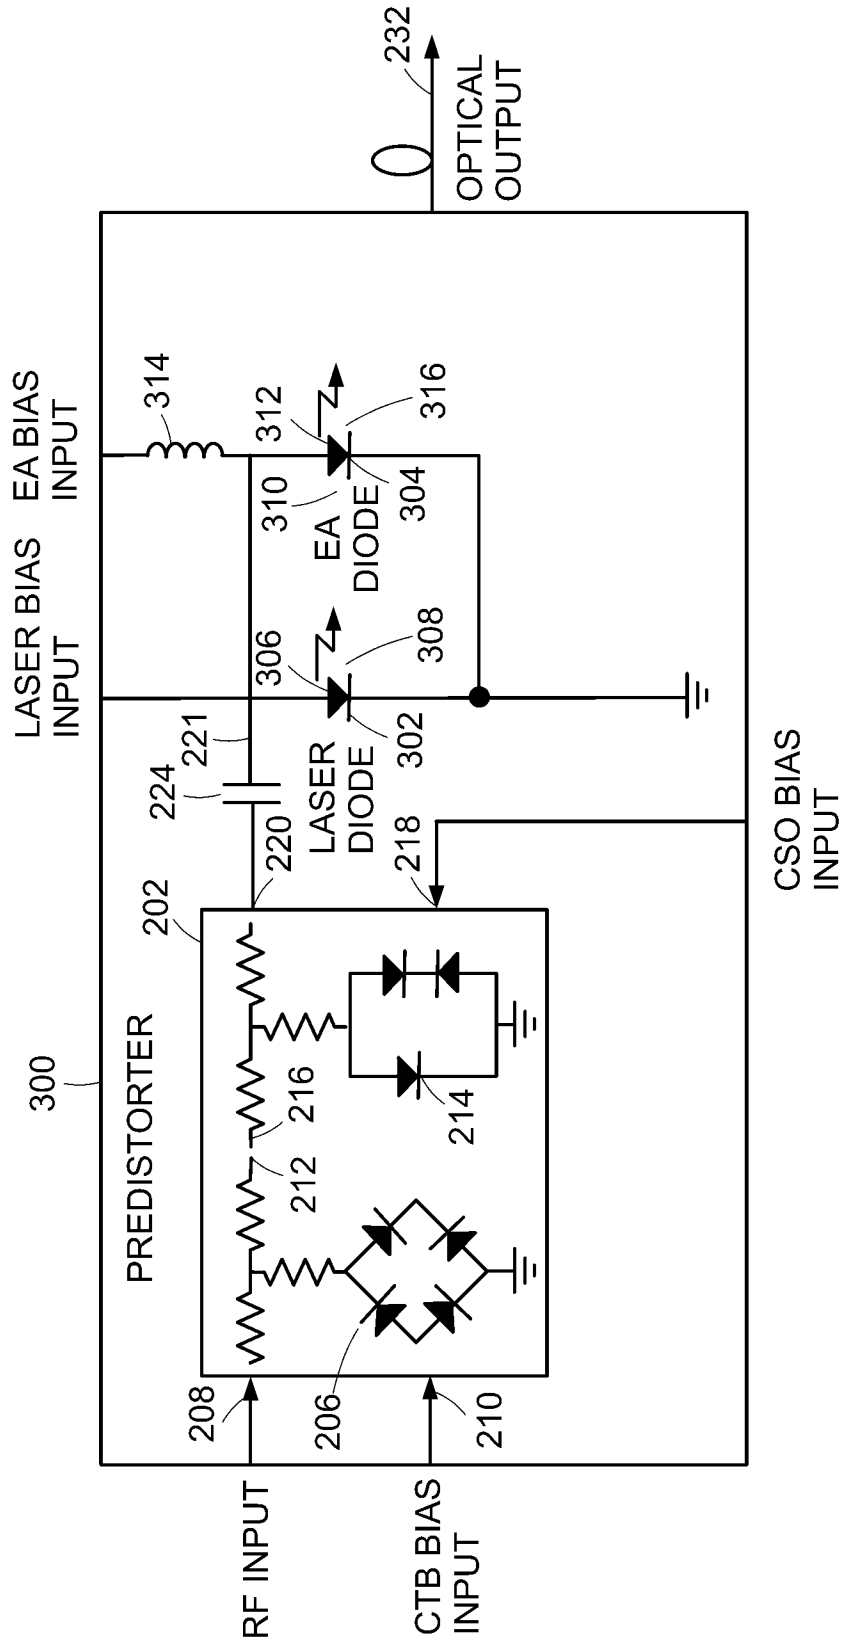 300
PREDISTORTER
202
LASER BIAS
INPUT
EA BIAS
INPUT
314
224
221
220
306
308
302
LASER
DIODE
312
316
310
304
EA
DIODE
RF INPUT
208
212
216
206
214
218
210
CTB BIAS
INPUT
CSO BIAS
INPUT
232
OPTICAL
OUTPUT